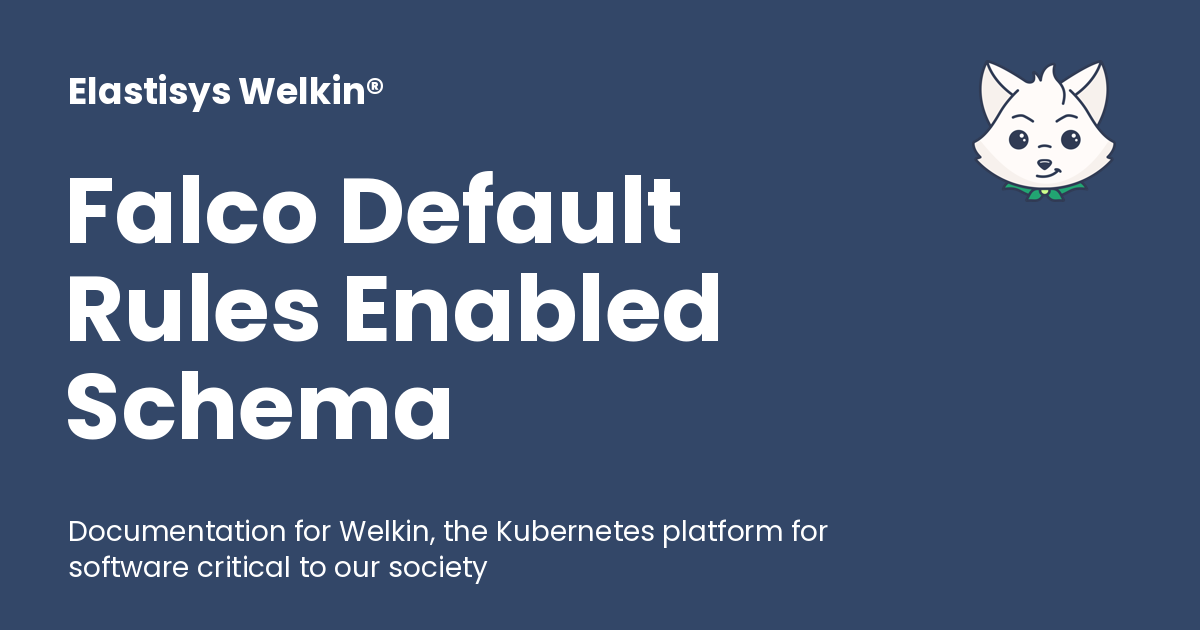 Elastisys Welkin®
Falco Default
Rules Enabled
Schema
Documentation for Welkin, the Kubernetes platform for
software critical to our society